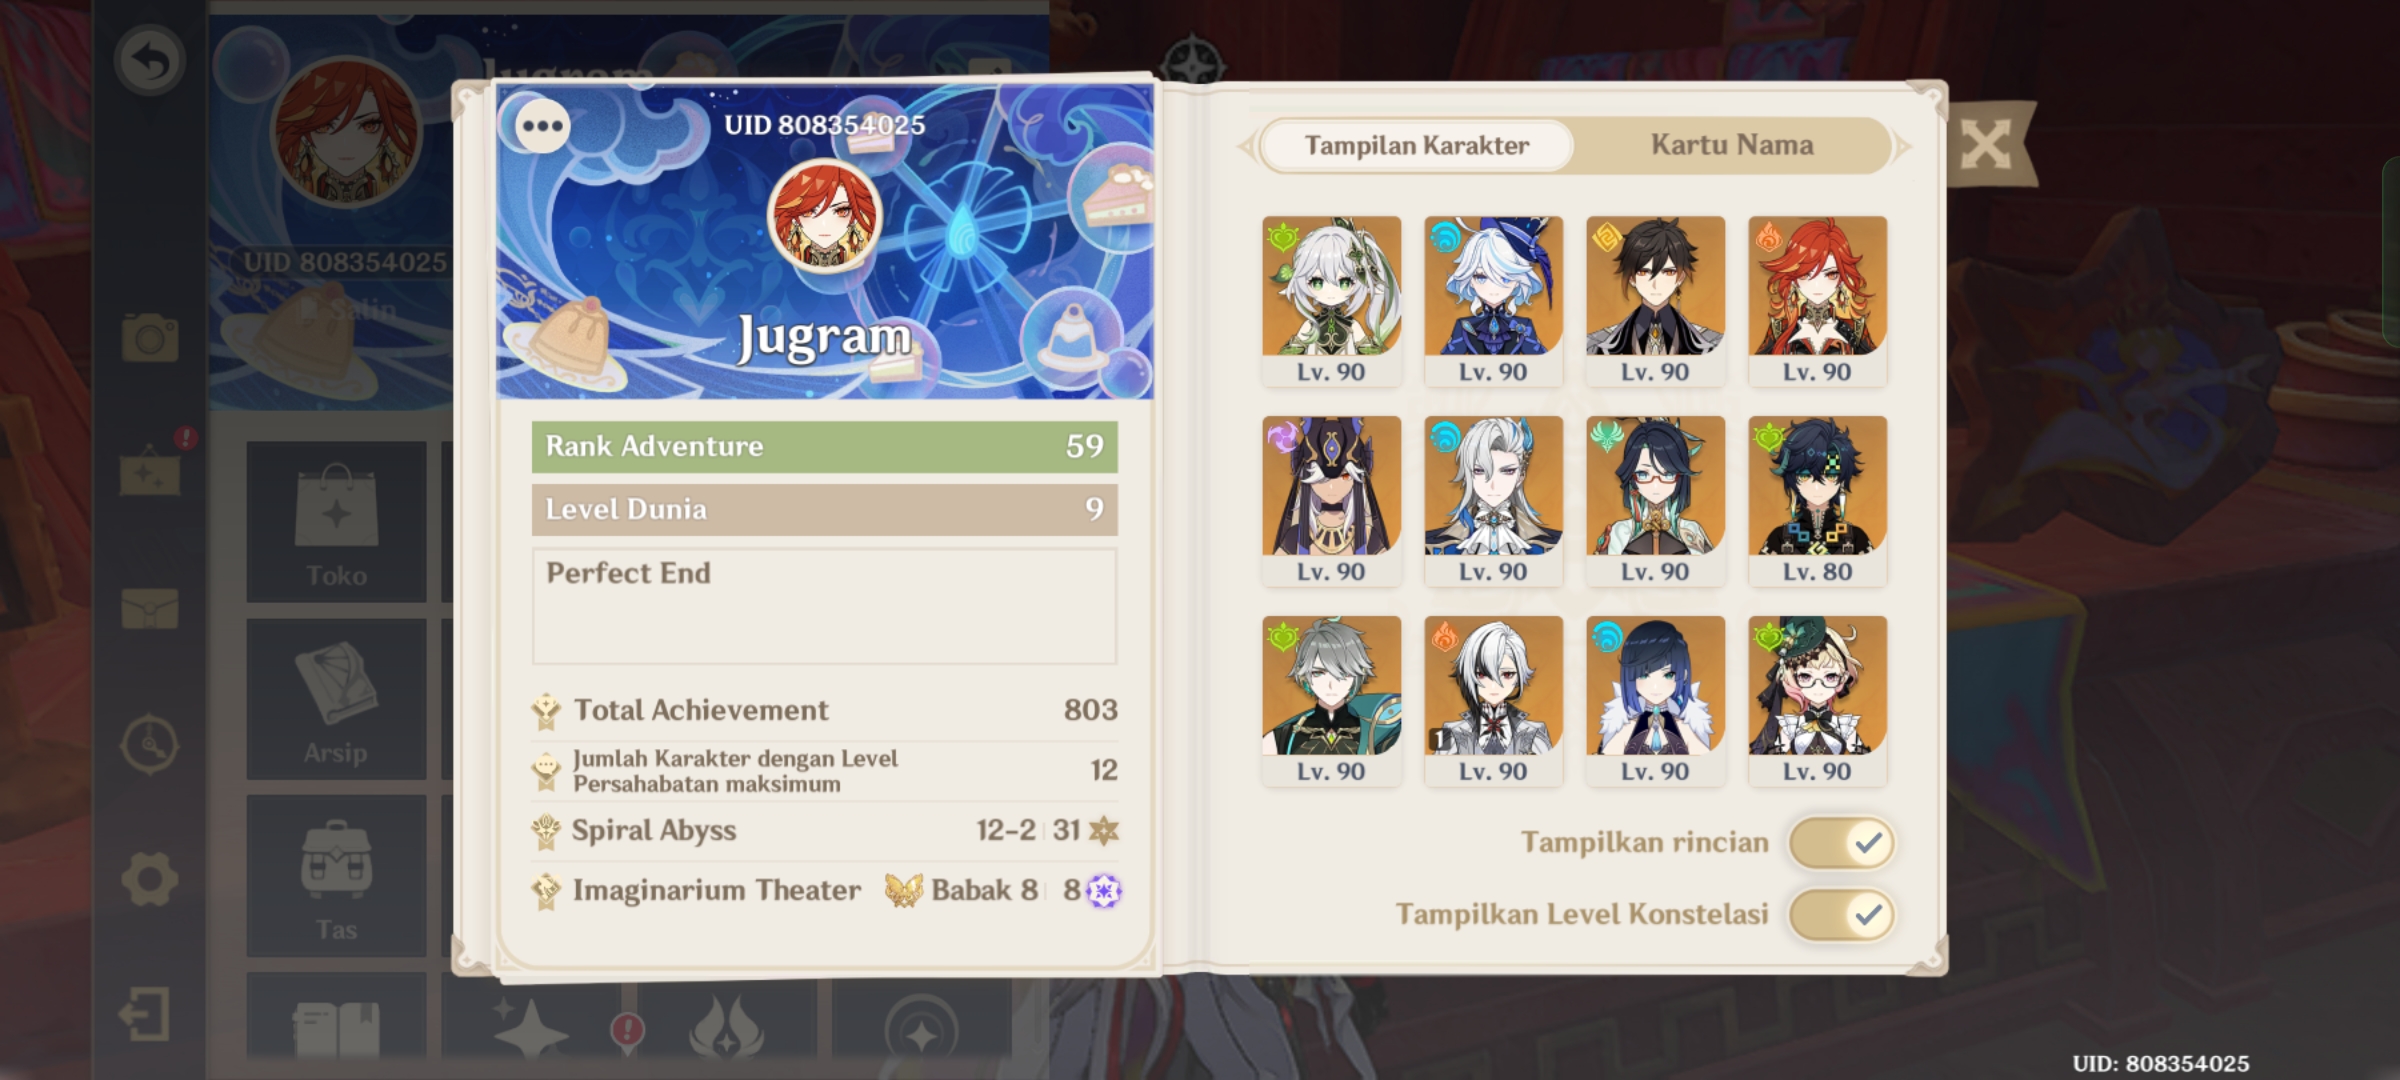 Jugram
UID 808354025
Salin
Toko
Arsip
Tas
UID 808354025
Jugram
Rank Adventure 59
Level Dunia 9
Perfect End
Total Achievement 803
Jumlah Karakter dengan Level
Persahabatan maksimum 12
Spiral Abyss 12-2 31
Imaginarium Theater Babak 8 8
Tampilan Karakter Kartu Nama
Lv. 90 Lv. 90 Lv. 90 Lv. 90
Lv. 90 Lv. 90 Lv. 90 Lv. 80
1
Lv. 90 Lv. 90 Lv. 90 Lv. 90
Tampilkan rincian
Tampilkan Level Konstelasi
UID: 808354025